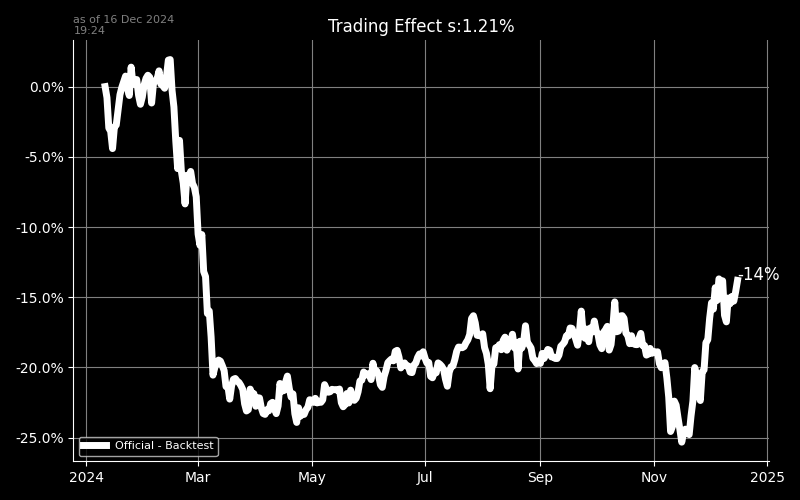 as of 16 Dec 2024
19:24
Trading Effect s:1.21%
0.0%
-5.0%
-10.0%
-15.0%
-20.0%
-25.0%
-14%
Official - Backtest
2024 Mar May Jul Sep Nov 2025